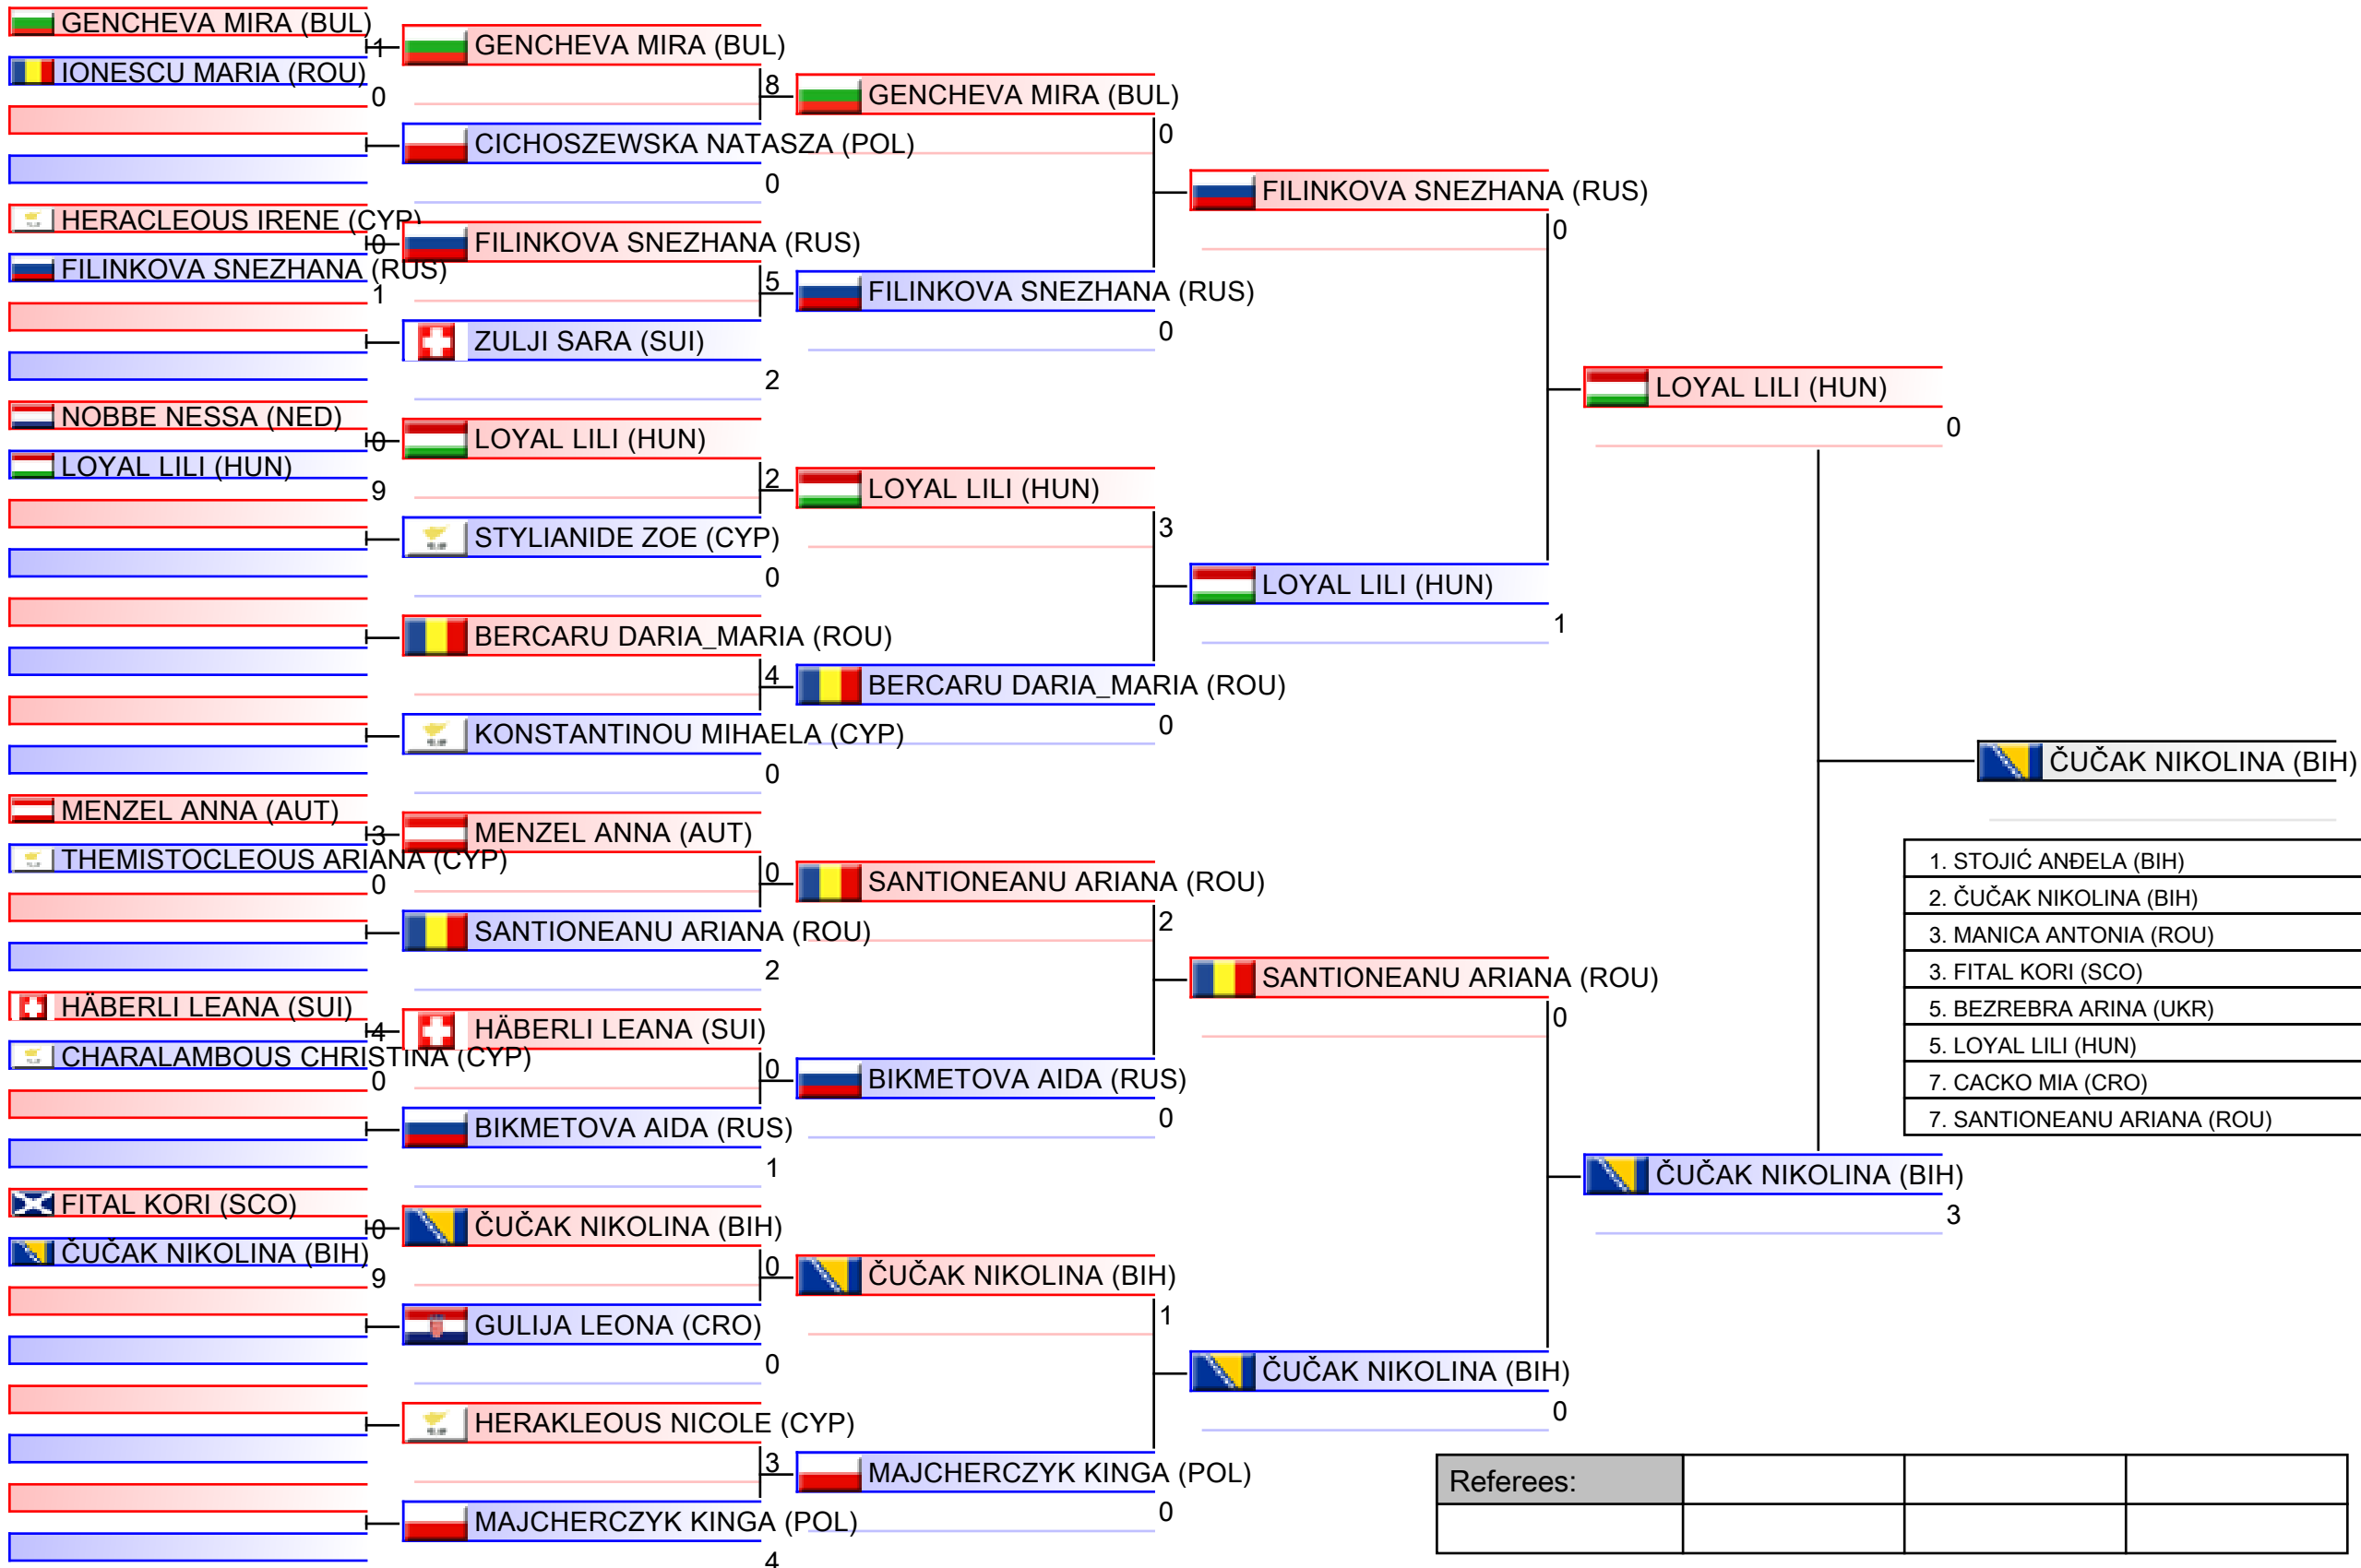 GENCHEVA MIRA (BUL)
1
IONESCU MARIA (ROU)
0
HERACLEOUS IRENE (CYP)
0
FILINKOVA SNEZHANA (RUS)
1
NOBBE NESSA (NED)
0
LOYAL LILI (HUN)
9
MENZEL ANNA (AUT)
3
THEMISTOCLEOUS ARIANA (CYP)
0
HÄBERLI LEANA (SUI)
4
CHARALAMBOUS CHRISTINA (CYP)
0
FITAL KORI (SCO)
0
ČUČAK NIKOLINA (BIH)
9
GENCHEVA MIRA (BUL)
8
CICHOSZEWSKA NATASZA (POL)
0
FILINKOVA SNEZHANA (RUS)
5
ZULJI SARA (SUI)
2
LOYAL LILI (HUN)
2
STYLIANIDE ZOE (CYP)
0
BERCARU DARIA_MARIA (ROU)
4
KONSTANTINOU MIHAELA (CYP)
0
MENZEL ANNA (AUT)
0
SANTIONEANU ARIANA (ROU)
2
HÄBERLI LEANA (SUI)
0
BIKMETOVA AIDA (RUS)
1
ČUČAK NIKOLINA (BIH)
0
GULIJA LEONA (CRO)
0
HERAKLEOUS NICOLE (CYP)
3
MAJCHERCZYK KINGA (POL)
4
GENCHEVA MIRA (BUL)
0
FILINKOVA SNEZHANA (RUS)
0
LOYAL LILI (HUN)
3
BERCARU DARIA_MARIA (ROU)
0
SANTIONEANU ARIANA (ROU)
2
BIKMETOVA AIDA (RUS)
0
ČUČAK NIKOLINA (BIH)
1
MAJCHERCZYK KINGA (POL)
0
FILINKOVA SNEZHANA (RUS)
0
LOYAL LILI (HUN)
1
SANTIONEANU ARIANA (ROU)
0
ČUČAK NIKOLINA (BIH)
0
LOYAL LILI (HUN)
0
ČUČAK NIKOLINA (BIH)
3
ČUČAK NIKOLINA (BIH)
1. STOJIĆ ANĐELA (BIH)
2. ČUČAK NIKOLINA (BIH)
3. MANICA ANTONIA (ROU)
3. FITAL KORI (SCO)
5. BEZREBRA ARINA (UKR)
5. LOYAL LILI (HUN)
7. CACKO MIA (CRO)
7. SANTIONEANU ARIANA (ROU)
Referees: